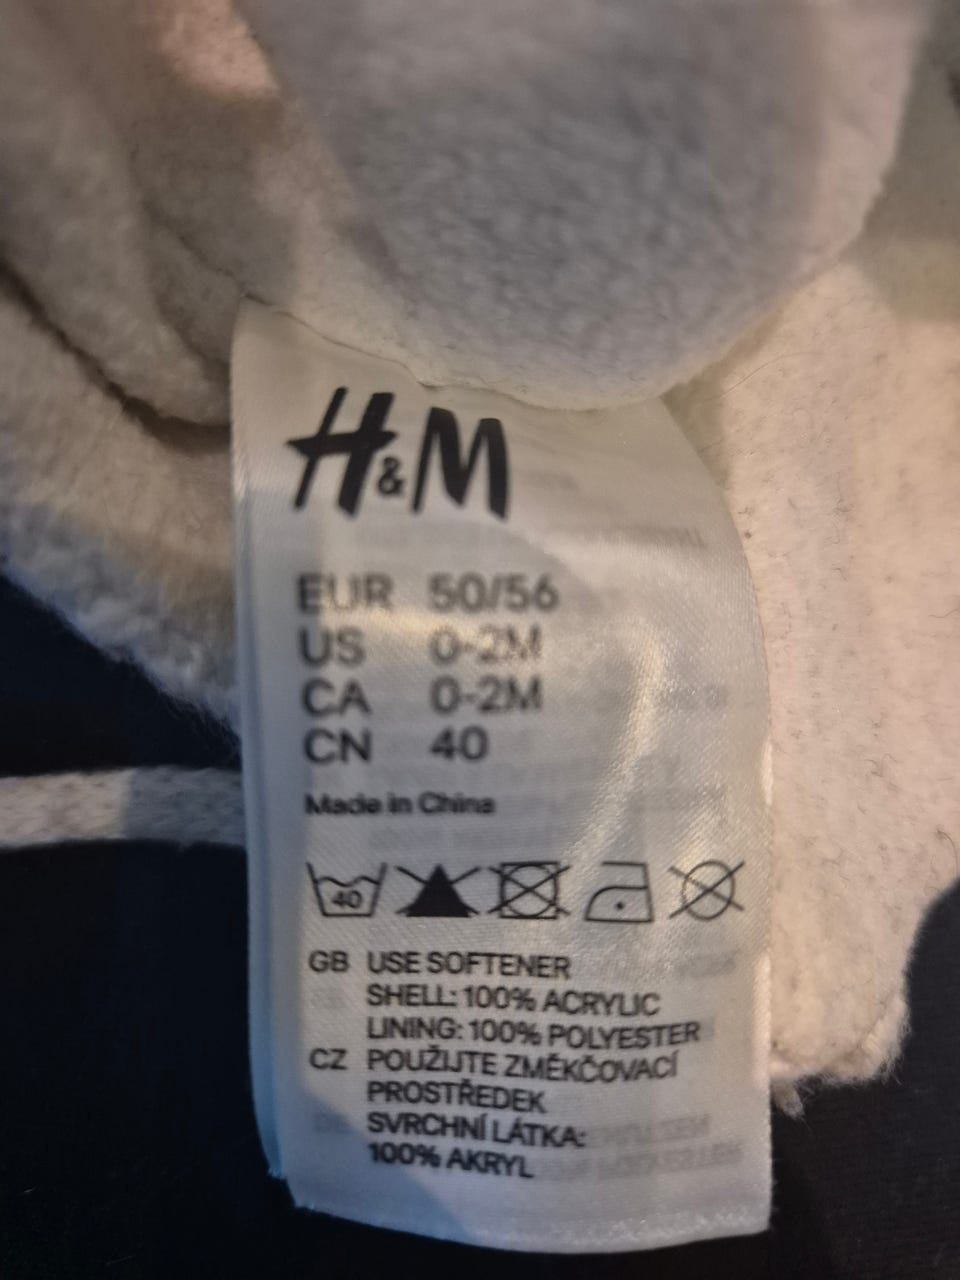 H&M
EUR 50/56
US 0-2M
CA 0-2M
CN 40
Made in China
40
GB USE SOFTENER
SHELL: 100% ACRYLIC
LINING: 100% POLYESTER
CZ POUŽIJTE ZMĚKČOVACÍ
PROSTŘEDEK
SVRCHNÍ LÁTKA:
100% AKRYL